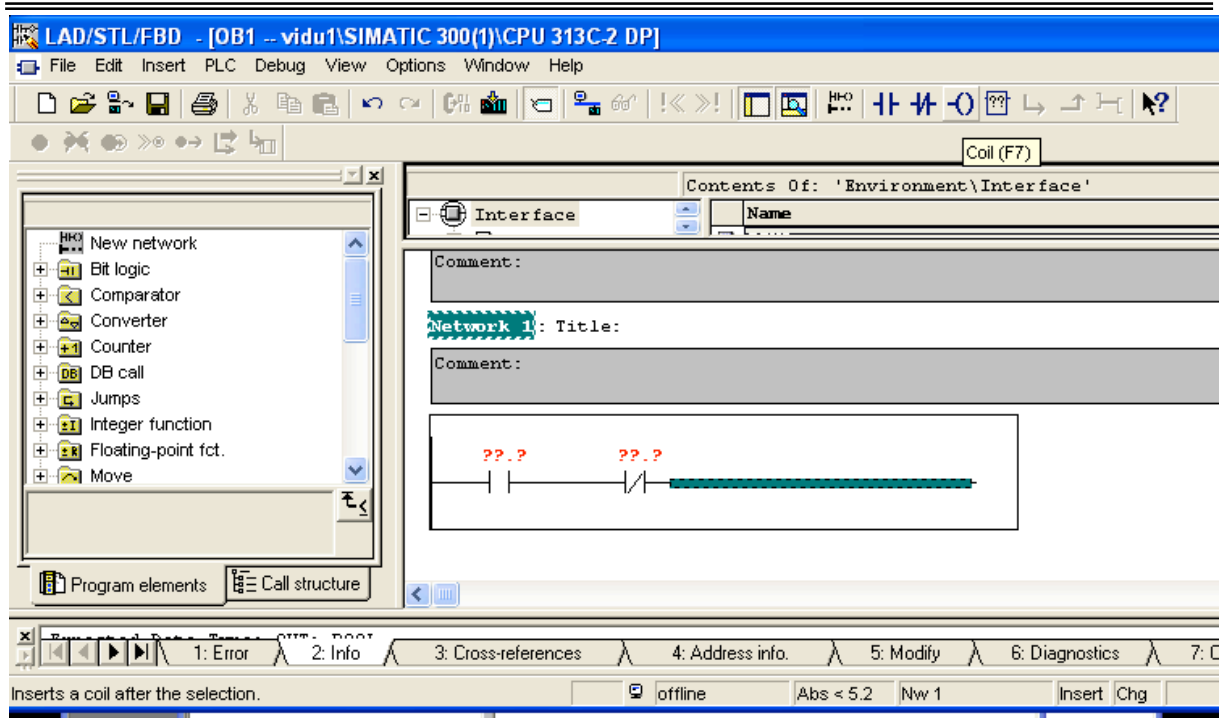 LAD/STL/FBD - [OB1 -- vidu1\SIMATIC 300(1)\CPU 313C-2 DP]
File Edit Insert PLC Debug View Options Window Help
Coil (F7)
Contents Of: 'Environment\Interface'
Interface
Name
New network
Bit logic
Comparator
Converter
Counter
DB call
Jumps
Integer function
Floating-point fct.
Move
Program elements
Call structure
Comment:
Network 1: Title:
Comment:
??.? ??.?
1: Error 2: Info 3: Cross-references 4: Address info. 5: Modify 6: Diagnostics 7:
Inserts a coil after the selection. offline Abs < 5.2 Nw 1 Insert Chg